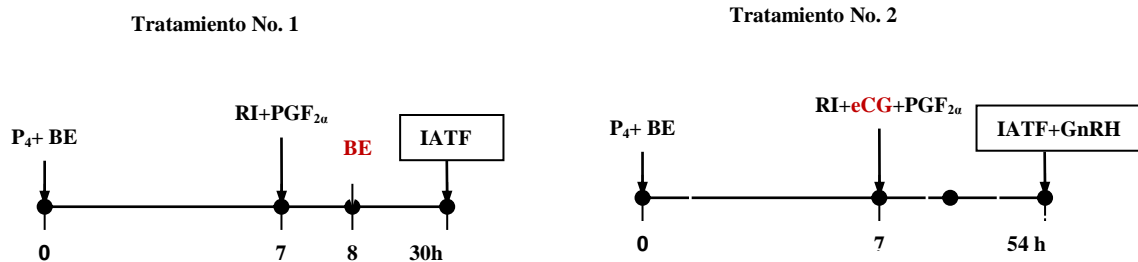 Tratamiento No. 1
RI+PGF2α
P4+ BE
BE
IATF
0
7
8
30h
Tratamiento No. 2
RI+eCG+PGF2α
P4+ BE
IATF+GnRH
0
7
54 h